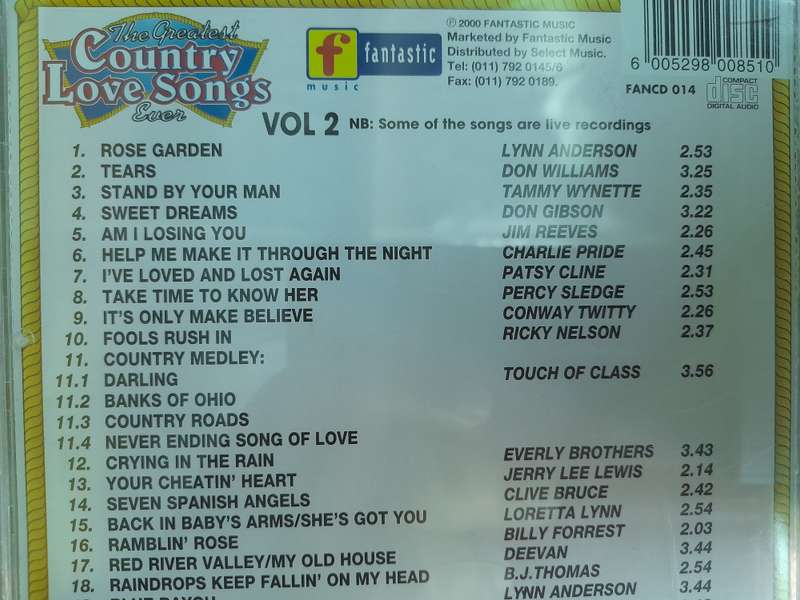 The Greatest
Country
Love Songs
Ever
f fantastic
music
℗ 2000 FANTASTIC MUSIC
Marketed by Fantastic Music
Distributed by Select Music.
Tel: (011) 792 0145/6
Fax: (011) 792 0189.
6 005298 008510
FANCD 014
COMPACT
disc
DIGITAL AUDIO
VOL 2 NB: Some of the songs are live recordings
1. ROSE GARDEN LYNN ANDERSON 2.53
2. TEARS DON WILLIAMS 3.25
3. STAND BY YOUR MAN TAMMY WYNETTE 2.35
4. SWEET DREAMS DON GIBSON 3.22
5. AM I LOSING YOU JIM REEVES 2.26
6. HELP ME MAKE IT THROUGH THE NIGHT CHARLIE PRIDE 2.45
7. I'VE LOVED AND LOST AGAIN PATSY CLINE 2.31
8. TAKE TIME TO KNOW HER PERCY SLEDGE 2.53
9. IT'S ONLY MAKE BELIEVE CONWAY TWITTY 2.26
10. FOOLS RUSH IN RICKY NELSON 2.37
11. COUNTRY MEDLEY:
11.1 DARLING TOUCH OF CLASS 3.56
11.2 BANKS OF OHIO
11.3 COUNTRY ROADS
11.4 NEVER ENDING SONG OF LOVE
12. CRYING IN THE RAIN EVERLY BROTHERS 3.43
13. YOUR CHEATIN' HEART JERRY LEE LEWIS 2.14
14. SEVEN SPANISH ANGELS CLIVE BRUCE 2.42
15. BACK IN BABY'S ARMS/SHE'S GOT YOU LORETTA LYNN 2.54
16. RAMBLIN' ROSE BILLY FORREST 2.03
17. RED RIVER VALLEY/MY OLD HOUSE DEEVAN 3.44
18. RAINDROPS KEEP FALLIN' ON MY HEAD B.J.THOMAS 2.54
BLUE BAYOU LYNN ANDERSON 3.44